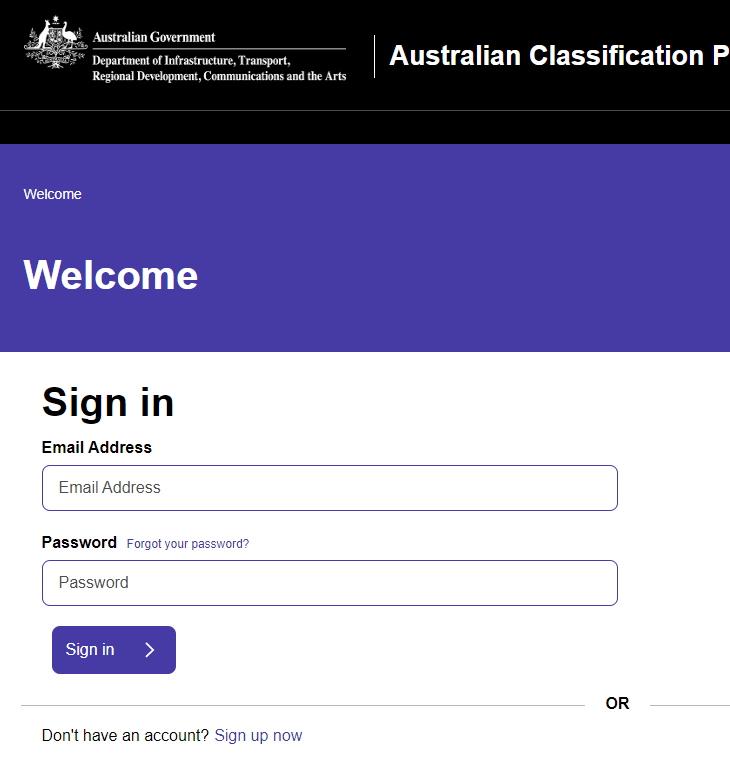 Australian Government
Department of Infrastructure, Transport,
Regional Development, Communications and the Arts
Australian Classification P
Welcome
Welcome
Sign in
Email Address
Email Address
Password Forgot your password?
Password
Sign in
OR
Don't have an account? Sign up now